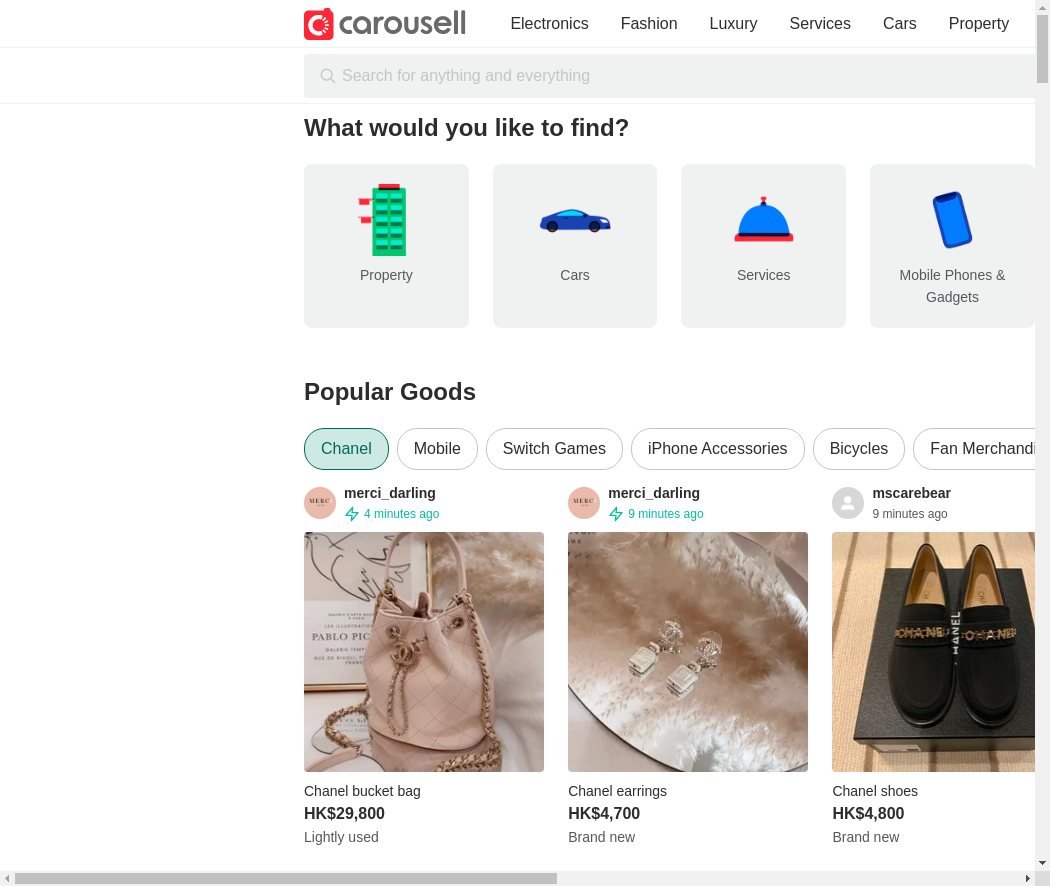 carousell
Electronics
Fashion
Luxury
Services
Cars
Property
Search for anything and everything
What would you like to find?
Property
Cars
Services
Mobile Phones &
Gadgets
Popular Goods
Chanel
Mobile
Switch Games
iPhone Accessories
Bicycles
Fan Merchandi
merci_darling
4 minutes ago
merci_darling
9 minutes ago
mscarebear
9 minutes ago
PABLO PIC
CHANEL
Chanel bucket bag
HK$29,800
Lightly used
Chanel earrings
HK$4,700
Brand new
Chanel shoes
HK$4,800
Brand new